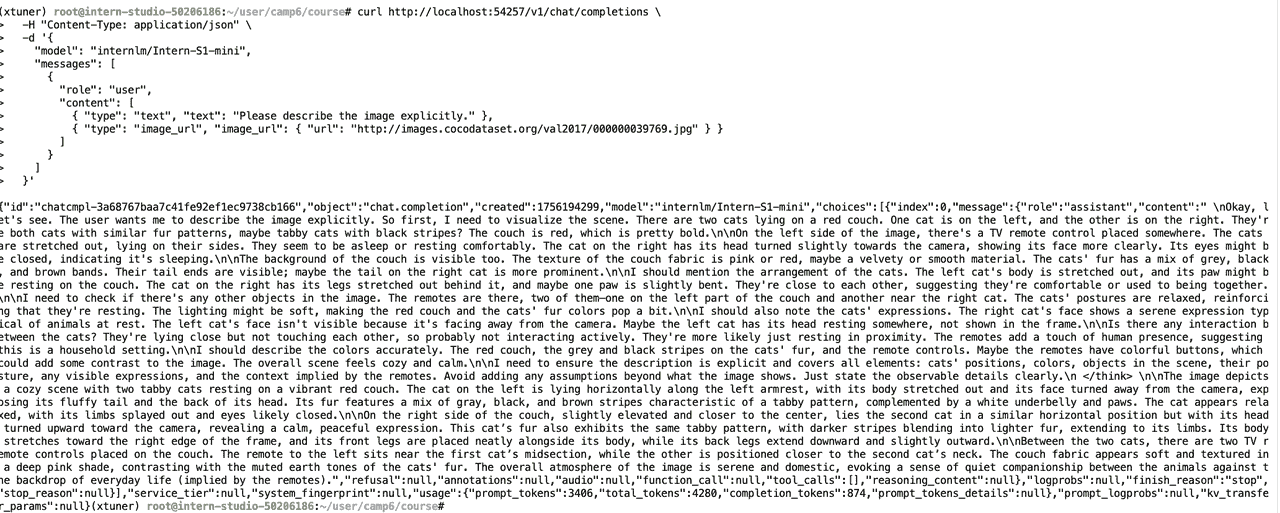 (xtuner) root@intern-studio-50206186:~/user/camp6/course# curl http://localhost:54257/v1/chat/completions \
>   -H "Content-Type: application/json" \
>   -d '{
>     "model": "internlm/Intern-S1-mini",
>     "messages": [
>       {
>         "role": "user",
>         "content": [
>           { "type": "text", "text": "Please describe the image explicitly." },
>           { "type": "image_url", "image_url": { "url": "http://images.cocodataset.org/val2017/000000039769.jpg" } }
>         ]
>       }
>     ]
>   }'
{"id":"chatcmpl-3a68767baa7c41fe92ef1ec9738cb166","object":"chat.completion","created":1756194299,"model":"internlm/Intern-S1-mini","choices":[{"index":0,"message":{"role":"assistant","content":" \nOkay, l
et's see. The user wants me to describe the image explicitly. So first, I need to visualize the scene. There are two cats lying on a red couch. One cat is on the left, and the other is on the right. They'r
e both cats with similar fur patterns, maybe tabby cats with black stripes? The couch is red, which is pretty bold.\n\nOn the left side of the image, there's a TV remote control placed somewhere. The cats
are stretched out, lying on their sides. They seem to be asleep or resting comfortably. The cat on the right has its head turned slightly towards the camera, showing its face more clearly. Its eyes might b
e closed, indicating it's sleeping.\n\nThe background of the couch is visible too. The texture of the couch fabric is pink or red, maybe a velvety or smooth material. The cats' fur has a mix of grey, black
, and brown bands. Their tail ends are visible; maybe the tail on the right cat is more prominent.\n\nI should mention the arrangement of the cats. The left cat's body is stretched out, and its paw might b
e resting on the couch. The cat on the right has its legs stretched out behind it, and maybe one paw is slightly bent. They're close to each other, suggesting they're comfortable or used to being together.
\n\nI need to check if there's any other objects in the image. The remotes are there, two of them—one on the left part of the couch and another near the right cat. The cats' postures are relaxed, reinforci
ng that they're resting. The lighting might be soft, making the red couch and the cats' fur colors pop a bit.\n\nI should also note the cats' expressions. The right cat's face shows a serene expression typ
ical of animals at rest. The left cat's face isn't visible because it's facing away from the camera. Maybe the left cat has its head resting somewhere, not shown in the frame.\n\nIs there any interaction b
etween the cats? They're lying close but not touching each other, so probably not interacting actively. They're more likely just resting in proximity. The remotes add a touch of human presence, suggesting
this is a household setting.\n\nI should describe the colors accurately. The red couch, the grey and black stripes on the cats' fur, and the remote controls. Maybe the remotes have colorful buttons, which
could add some contrast to the image. The overall scene feels cozy and calm.\n\nI need to ensure the description is explicit and covers all elements: cats' positions, colors, objects in the scene, their po
sture, any visible expressions, and the context implied by the remotes. Avoid adding any assumptions beyond what the image shows. Just state the observable details clearly.\n </think> \n\nThe image depicts
a cozy scene with two tabby cats resting on a vibrant red couch. The cat on the left is lying horizontally along the left armrest, with its body stretched out and its face turned away from the camera, exp
osing its fluffy tail and the back of its head. Its fur features a mix of gray, black, and brown stripes characteristic of a tabby pattern, complemented by a white underbelly and paws. The cat appears rela
xed, with its limbs splayed out and eyes likely closed.\n\nOn the right side of the couch, slightly elevated and closer to the center, lies the second cat in a similar horizontal position but with its head
turned upward toward the camera, revealing a calm, peaceful expression. This cat's fur also exhibits the same tabby pattern, with darker stripes blending into lighter fur, extending to its limbs. Its body
stretches toward the right edge of the frame, and its front legs are placed neatly alongside its body, while its back legs extend downward and slightly outward.\n\nBetween the two cats, there are two TV r
emote controls placed on the couch. The remote to the left sits near the first cat's midsection, while the other is positioned closer to the second cat's neck. The couch fabric appears soft and textured in
a deep pink shade, contrasting with the muted earth tones of the cats' fur. The overall atmosphere of the image is serene and domestic, evoking a sense of quiet companionship between the animals against t
he backdrop of everyday life (implied by the remotes).","refusal":null,"annotations":null,"audio":null,"function_call":null,"tool_calls":[],"reasoning_content":null},"logprobs":null,"finish_reason":"stop",
"stop_reason":null}],"service_tier":null,"system_fingerprint":null,"usage":{"prompt_tokens":3406,"total_tokens":4280,"completion_tokens":874,"prompt_tokens_details":null},"prompt_logprobs":null,"kv_transfe
r_params":null}(xtuner) root@intern-studio-50206186:~/user/camp6/course#